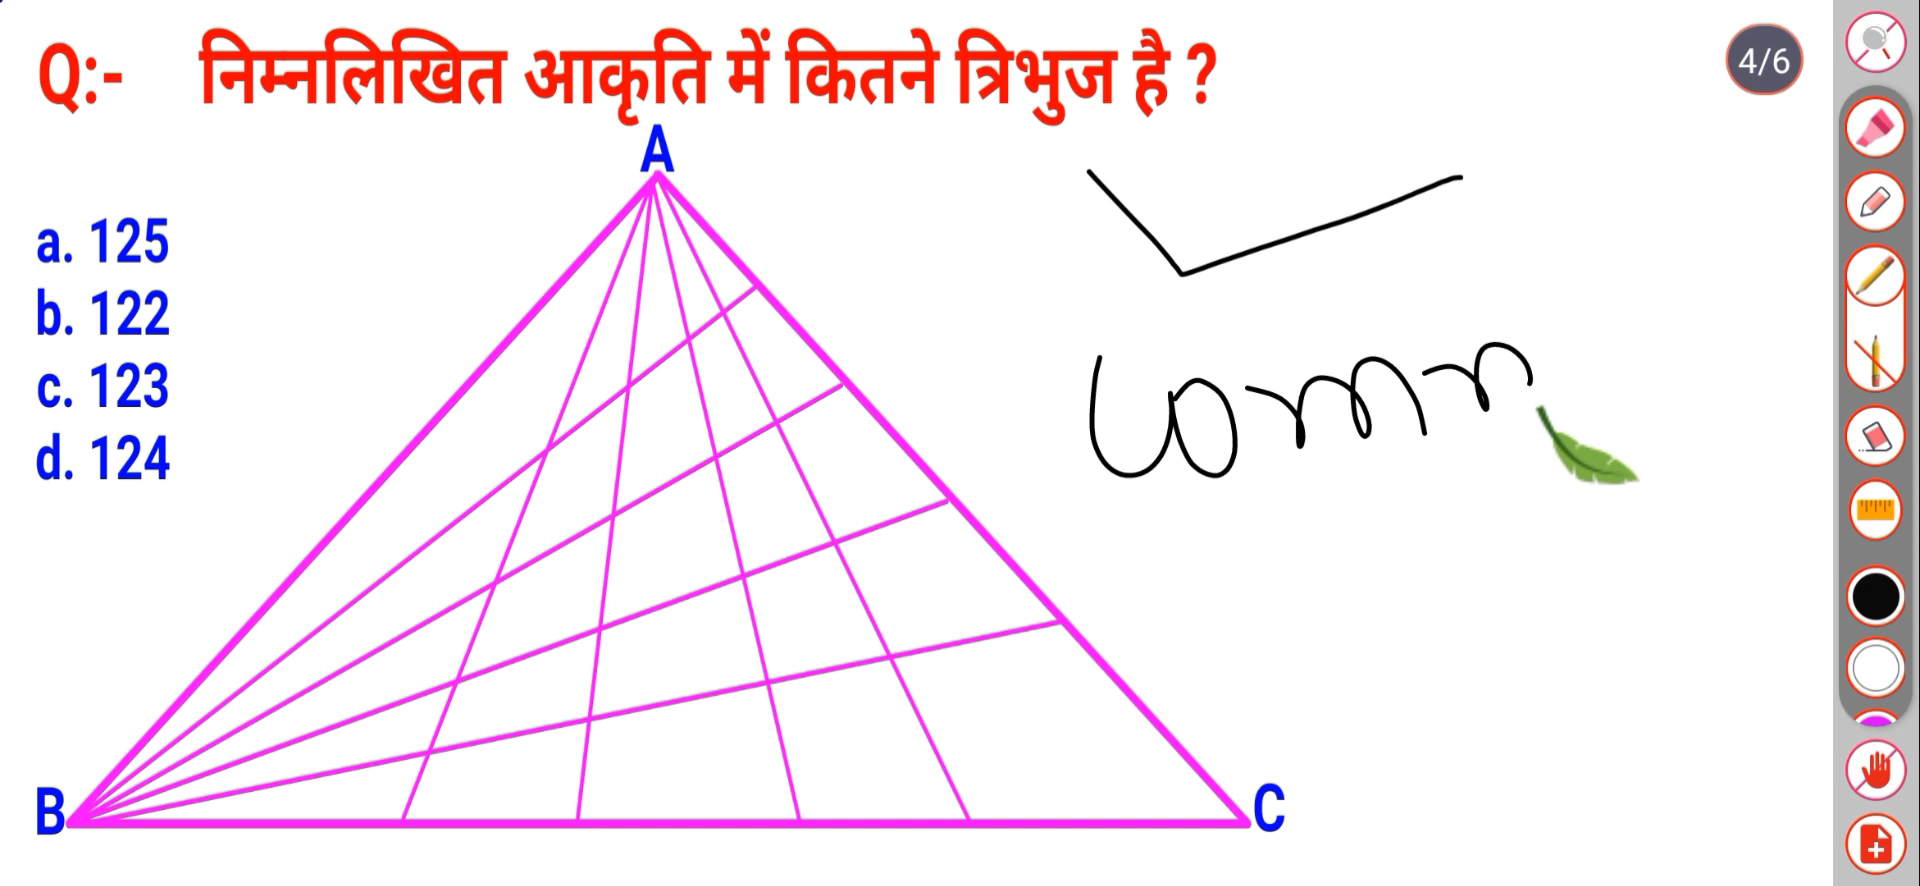 Q:- निम्नलिखित आकृति में कितने त्रिभुज है ?
4/6
A
a. 125
b. 122
c. 123
d. 124
B
C